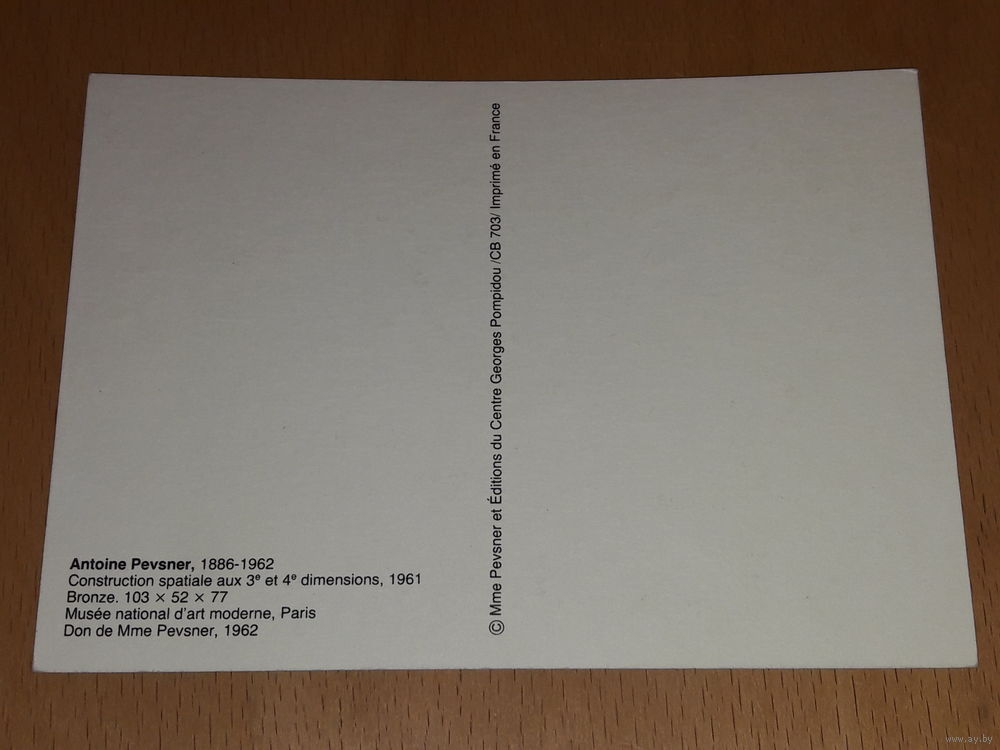 Antoine Pevsner, 1886-1962
Construction spatiale aux 3ᵉ et 4ᵉ dimensions, 1961
Bronze. 103 × 52 × 77
Musée national d'art moderne, Paris
Don de Mme Pevsner, 1962
© Mme Pevsner et Éditions du Centre Georges Pompidou /CB 703/ Imprimé en France
www.ay.by